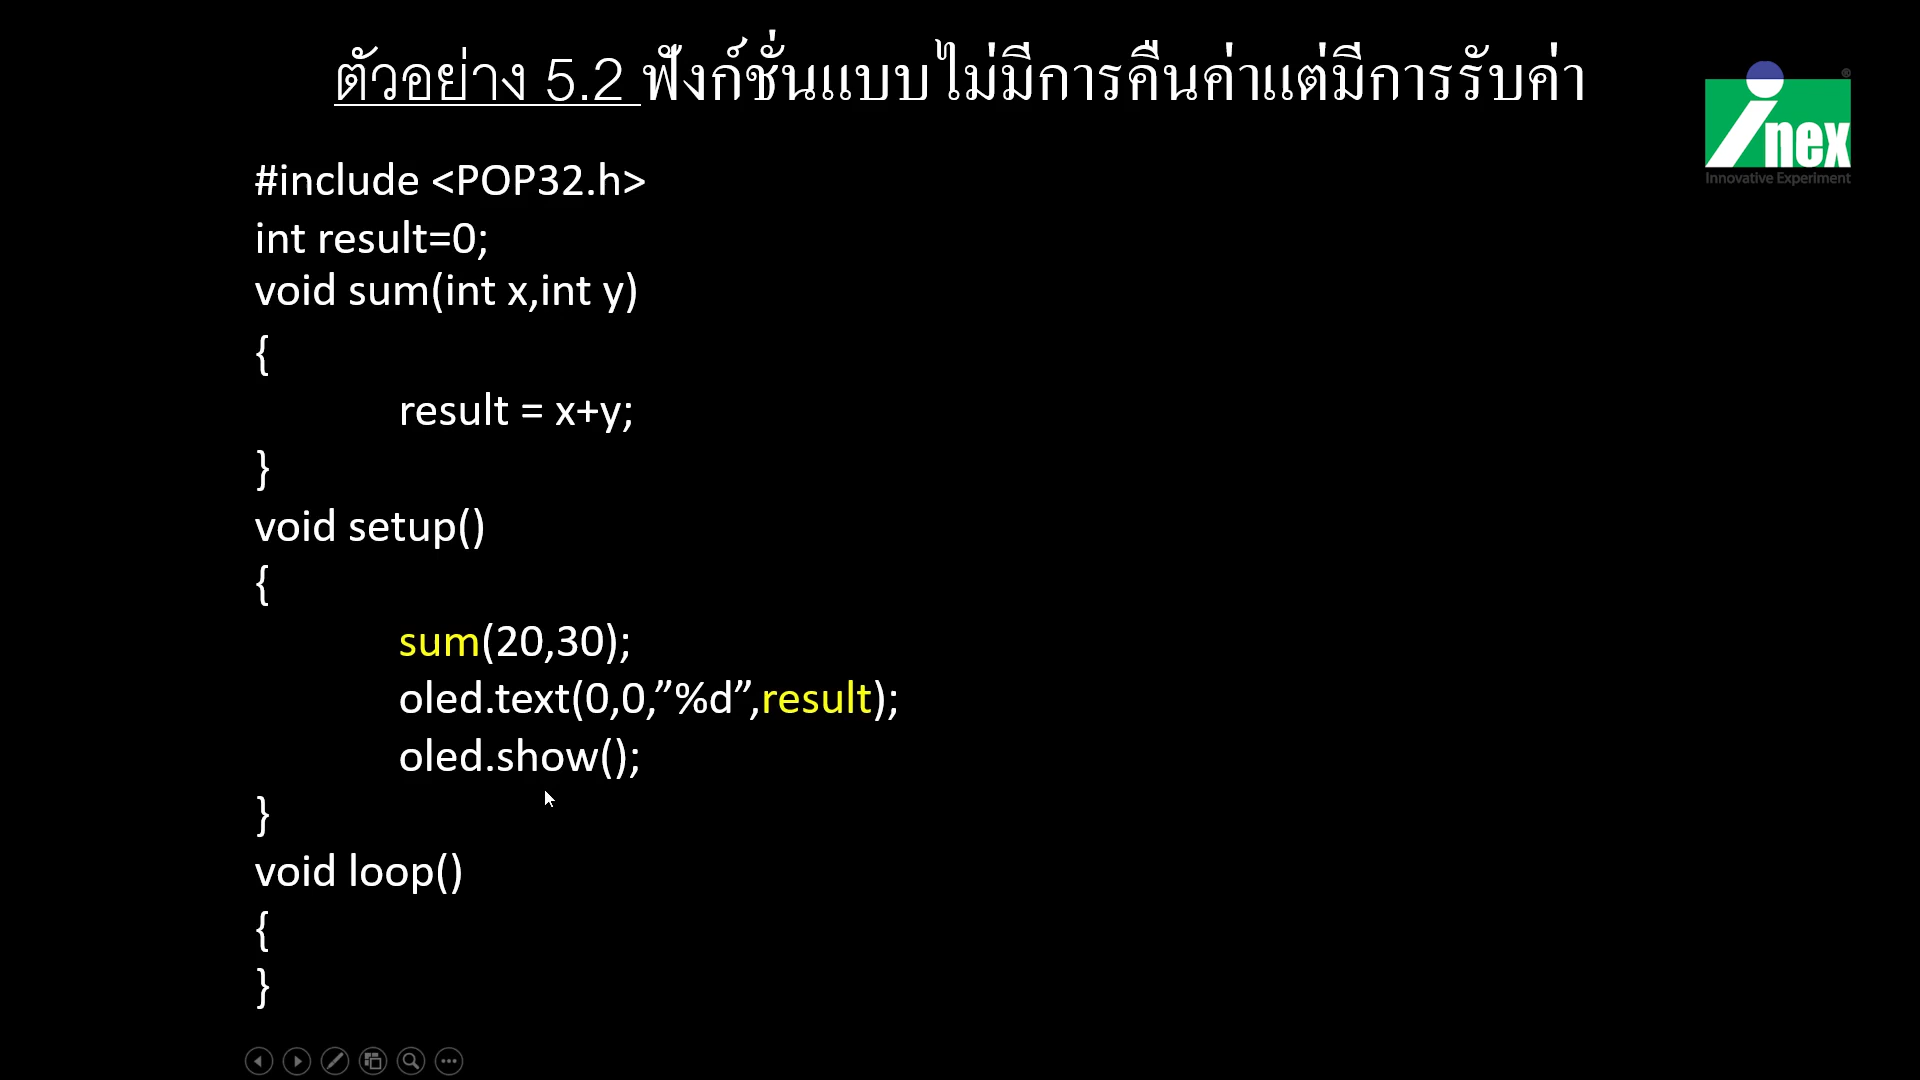 ตัวอย่าง 5.2 ฟังก์ชั่นแบบไม่มีการคืนค่าแต่มีการรับค่า
inex
®
Innovative Experiment
#include <POP32.h>
int result=0;
void sum(int x,int y)
{
result = x+y;
}
void setup()
{
sum(20,30);
oled.text(0,0,”%d”,result);
oled.show();
}
void loop()
{
}